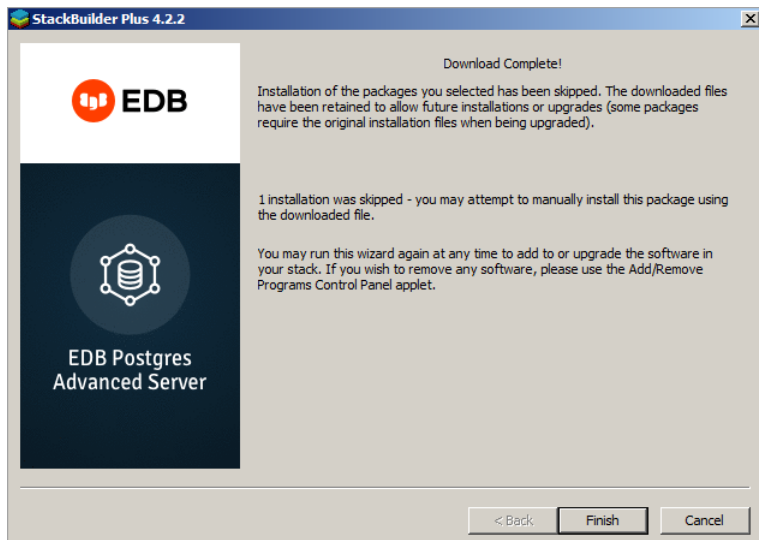 StackBuilder Plus 4.2.2
EDB
EDB Postgres
Advanced Server
Download Complete!
Installation of the packages you selected has been skipped. The downloaded files
have been retained to allow future installations or upgrades (some packages
require the original installation files when being upgraded).
1 installation was skipped - you may attempt to manually install this package using
the downloaded file.
You may run this wizard again at any time to add to or upgrade the software in
your stack. If you wish to remove any software, please use the Add/Remove
Programs Control Panel applet.
< Back
Finish
Cancel